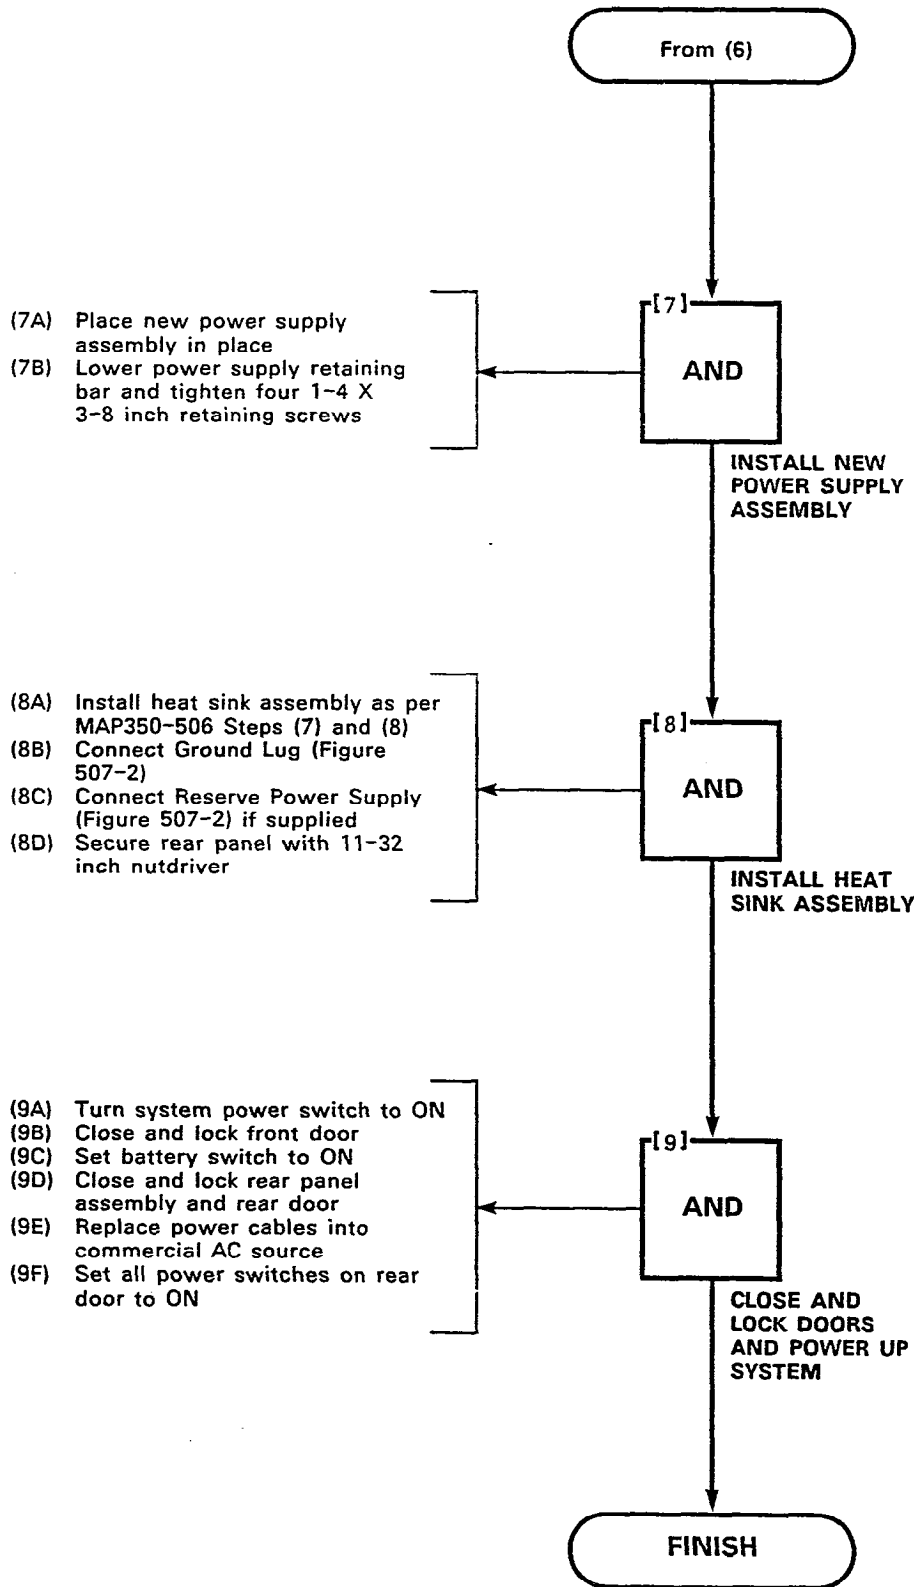 From (6)
[7]
AND
(7A) Place new power supply
assembly in place
(7B) Lower power supply retaining
bar and tighten four 1-4 X
3-8 inch retaining screws
INSTALL NEW
POWER SUPPLY
ASSEMBLY
[8]
AND
(8A) Install heat sink assembly as per
MAP350-506 Steps (7) and (8)
(8B) Connect Ground Lug (Figure
507-2)
(8C) Connect Reserve Power Supply
(Figure 507-2) if supplied
(8D) Secure rear panel with 11-32
inch nutdriver
INSTALL HEAT
SINK ASSEMBLY
[9]
AND
(9A) Turn system power switch to ON
(9B) Close and lock front door
(9C) Set battery switch to ON
(9D) Close and lock rear panel
assembly and rear door
(9E) Replace power cables into
commercial AC source
(9F) Set all power switches on rear
door to ON
CLOSE AND
LOCK DOORS
AND POWER UP
SYSTEM
FINISH